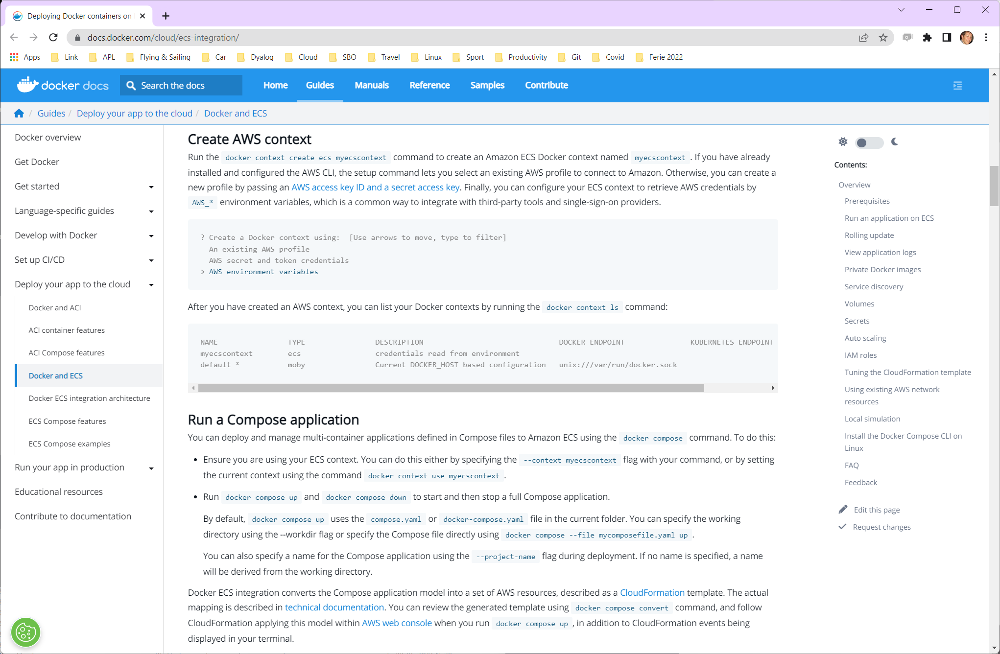 Deploying Docker containers on
docs.docker.com/cloud/ecs-integration/
Apps Link APL Flying & Sailing Car Dyalog Cloud SBO Travel Linux Sport Productivity Git Covid Ferie 2022
docker docs Search the docs Home Guides Manuals Reference Samples Contribute
/ Guides / Deploy your app to the cloud / Docker and ECS
Docker overview
Get Docker
Get started
Language-specific guides
Develop with Docker
Set up CI/CD
Deploy your app to the cloud
Docker and ACI
ACI container features
ACI Compose features
Docker and ECS
Docker ECS integration architecture
ECS Compose features
ECS Compose examples
Run your app in production
Educational resources
Contribute to documentation
Create AWS context
Run the docker context create ecs myecscontext command to create an Amazon ECS Docker context named myecscontext . If you have already
installed and configured the AWS CLI, the setup command lets you select an existing AWS profile to connect to Amazon. Otherwise, you can create a
new profile by passing an AWS access key ID and a secret access key. Finally, you can configure your ECS context to retrieve AWS credentials by
AWS_* environment variables, which is a common way to integrate with third-party tools and single-sign-on providers.
? Create a Docker context using:  [Use arrows to move, type to filter]
An existing AWS profile
AWS secret and token credentials
> AWS environment variables
After you have created an AWS context, you can list your Docker contexts by running the docker context ls command:
NAME TYPE DESCRIPTION DOCKER ENDPOINT KUBERNETES ENDPOINT
myecscontext ecs credentials read from environment
default * moby Current DOCKER_HOST based configuration unix:///var/run/docker.sock
Run a Compose application
You can deploy and manage multi-container applications defined in Compose files to Amazon ECS using the docker compose command. To do this:
• Ensure you are using your ECS context. You can do this either by specifying the --context myecscontext flag with your command, or by setting
the current context using the command docker context use myecscontext .
• Run docker compose up and docker compose down to start and then stop a full Compose application.
By default, docker compose up uses the compose.yaml or docker-compose.yaml file in the current folder. You can specify the working
directory using the --workdir flag or specify the Compose file directly using docker compose --file mycomposefile.yaml up .
You can also specify a name for the Compose application using the --project-name flag during deployment. If no name is specified, a name
will be derived from the working directory.
Docker ECS integration converts the Compose application model into a set of AWS resources, described as a CloudFormation template. The actual
mapping is described in technical documentation. You can review the generated template using docker compose convert command, and follow
CloudFormation applying this model within AWS web console when you run docker compose up , in addition to CloudFormation events being
displayed in your terminal.
Contents:
Overview
Prerequisites
Run an application on ECS
Rolling update
View application logs
Private Docker images
Service discovery
Volumes
Secrets
Auto scaling
IAM roles
Tuning the CloudFormation template
Using existing AWS network
resources
Local simulation
Install the Docker Compose CLI on
Linux
FAQ
Feedback
Edit this page
Request changes